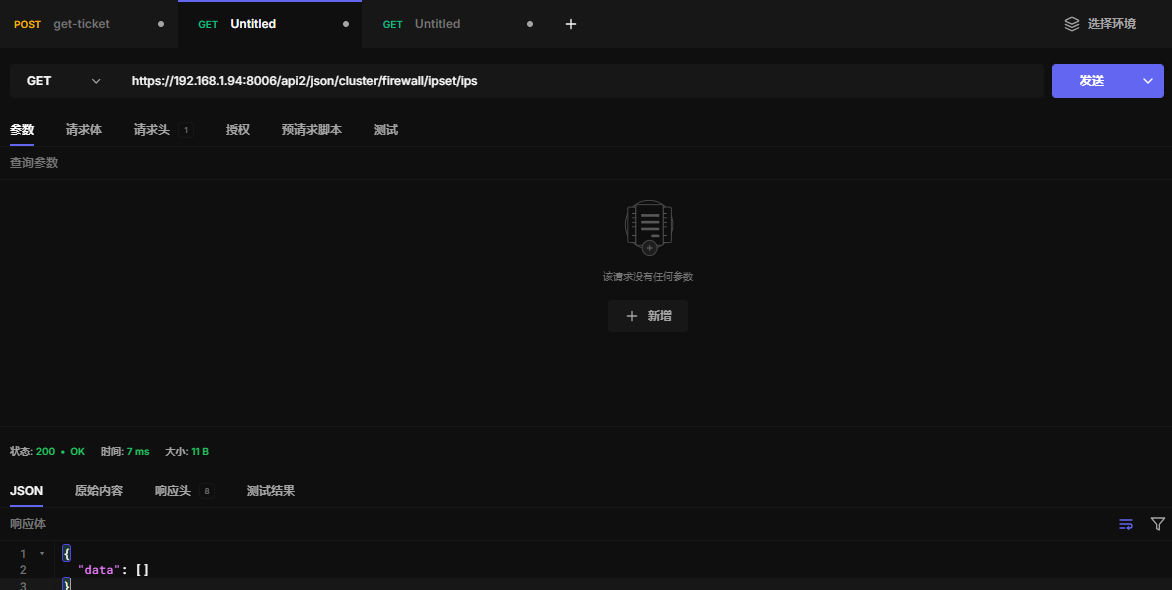 POST get-ticket GET Untitled GET Untitled 选择环境
GET https://192.168.1.94:8006/api2/json/cluster/firewall/ipset/ips 发送
参数 请求体 请求头 1 授权 预请求脚本 测试
查询参数
该请求没有任何参数
新增
状态: 200 • OK 时间: 7 ms 大小: 11 B
JSON 原始内容 响应头 8 测试结果
响应体
1 {
2 "data": []
3 }